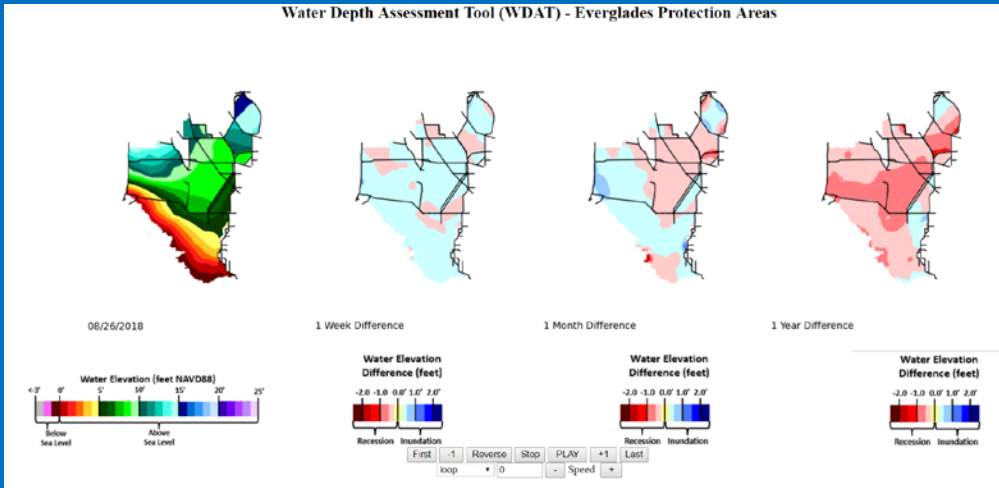 Water Depth Assessment Tool (WDAT) - Everglades Protection Areas
08/26/2018
1 Week Difference
1 Month Difference
1 Year Difference
Water Elevation (feet NAVD88)
<-3' 0' 5' 10' 15' 20' 25'
Below
Sea Level
Above
Sea Level
Water Elevation
Difference (feet)
-2.0 -1.0 0.0' 1.0' 2.0'
Recession Inundation
Water Elevation
Difference (feet)
-2.0 -1.0 0.0' 1.0' 2.0'
Recession Inundation
Water Elevation
Difference (feet)
-2.0 -1.0 0.0' 1.0' 2.0'
Recession Inundation
First -1 Reverse Stop PLAY +1 Last
loop 0 - Speed +